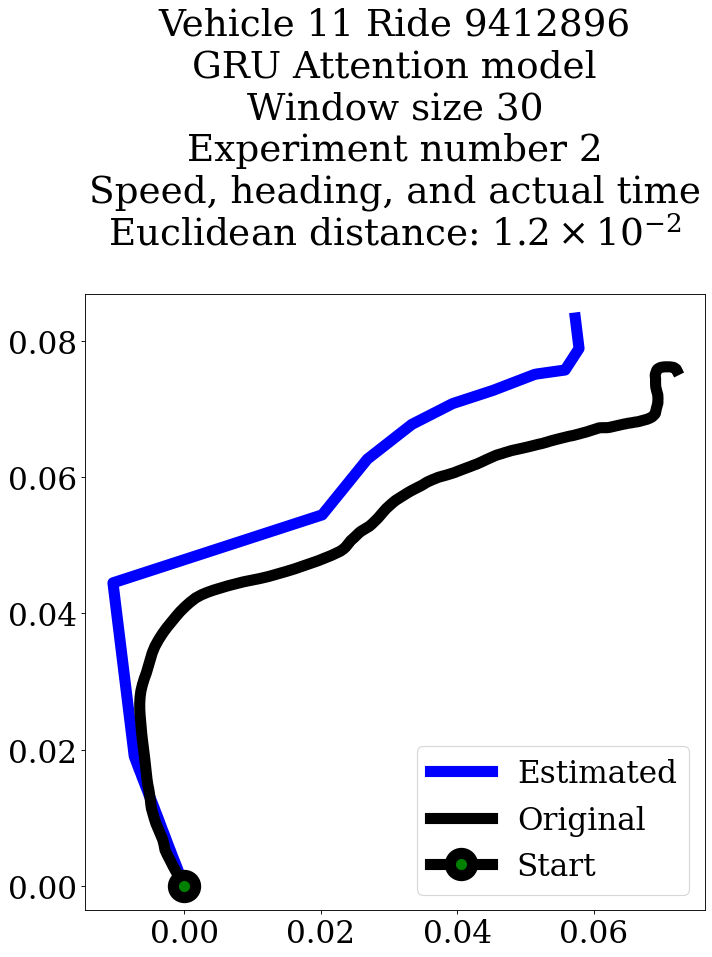 Vehicle 11 Ride 9412896
GRU Attention model
Window size 30
Experiment number 2
Speed, heading, and actual time
Euclidean distance: 1.2 × 10⁻²
0.08
0.06
0.04
0.02
0.00
Estimated
Original
Start
0.00 0.02 0.04 0.06